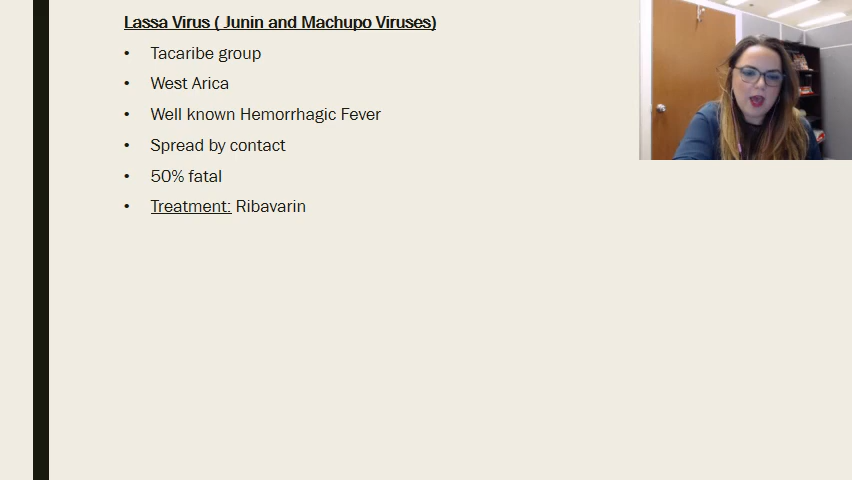 Lassa Virus ( Junin and Machupo Viruses)
• Tacaribe group
• West Arica
• Well known Hemorrhagic Fever
• Spread by contact
• 50% fatal
• Treatment: Ribavarin